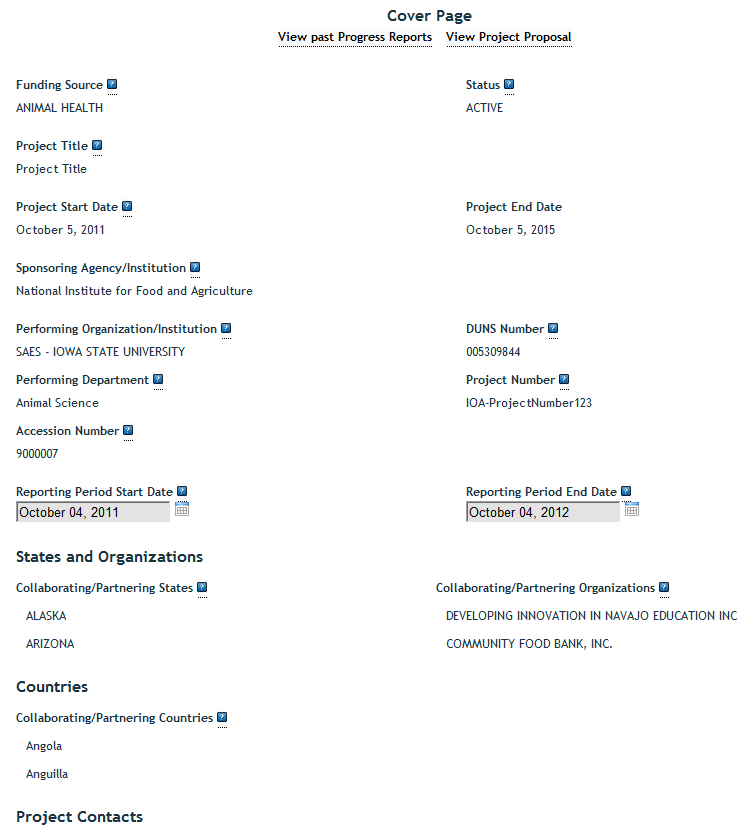 Cover Page
View past Progress Reports View Project Proposal
Funding Source Status
ANIMAL HEALTH ACTIVE
Project Title
Project Title
Project Start Date Project End Date
October 5, 2011 October 5, 2015
Sponsoring Agency/Institution
National Institute for Food and Agriculture
Performing Organization/Institution DUNS Number
SAES - IOWA STATE UNIVERSITY 005309844
Performing Department Project Number
Animal Science IOA-ProjectNumber123
Accession Number
9000007
Reporting Period Start Date Reporting Period End Date
October 04, 2011 October 04, 2012
States and Organizations
Collaborating/Partnering States Collaborating/Partnering Organizations
ALASKA DEVELOPING INNOVATION IN NAVAJO EDUCATION INC
ARIZONA COMMUNITY FOOD BANK, INC.
Countries
Collaborating/Partnering Countries
Angola
Anguilla
Project Contacts